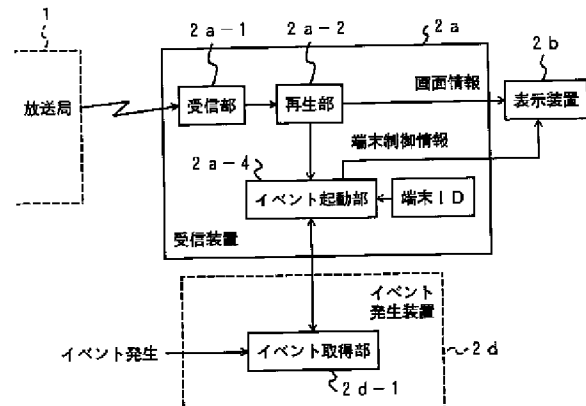 1
2a-1
2a-2
2a
2b
放送局
受信部
再生部
画面情報
表示装置
端末制御情報
2a-4
イベント起動部
端末ID
受信装置
イベント
発生装置
イベント発生
イベント取得部
2d
2d-1